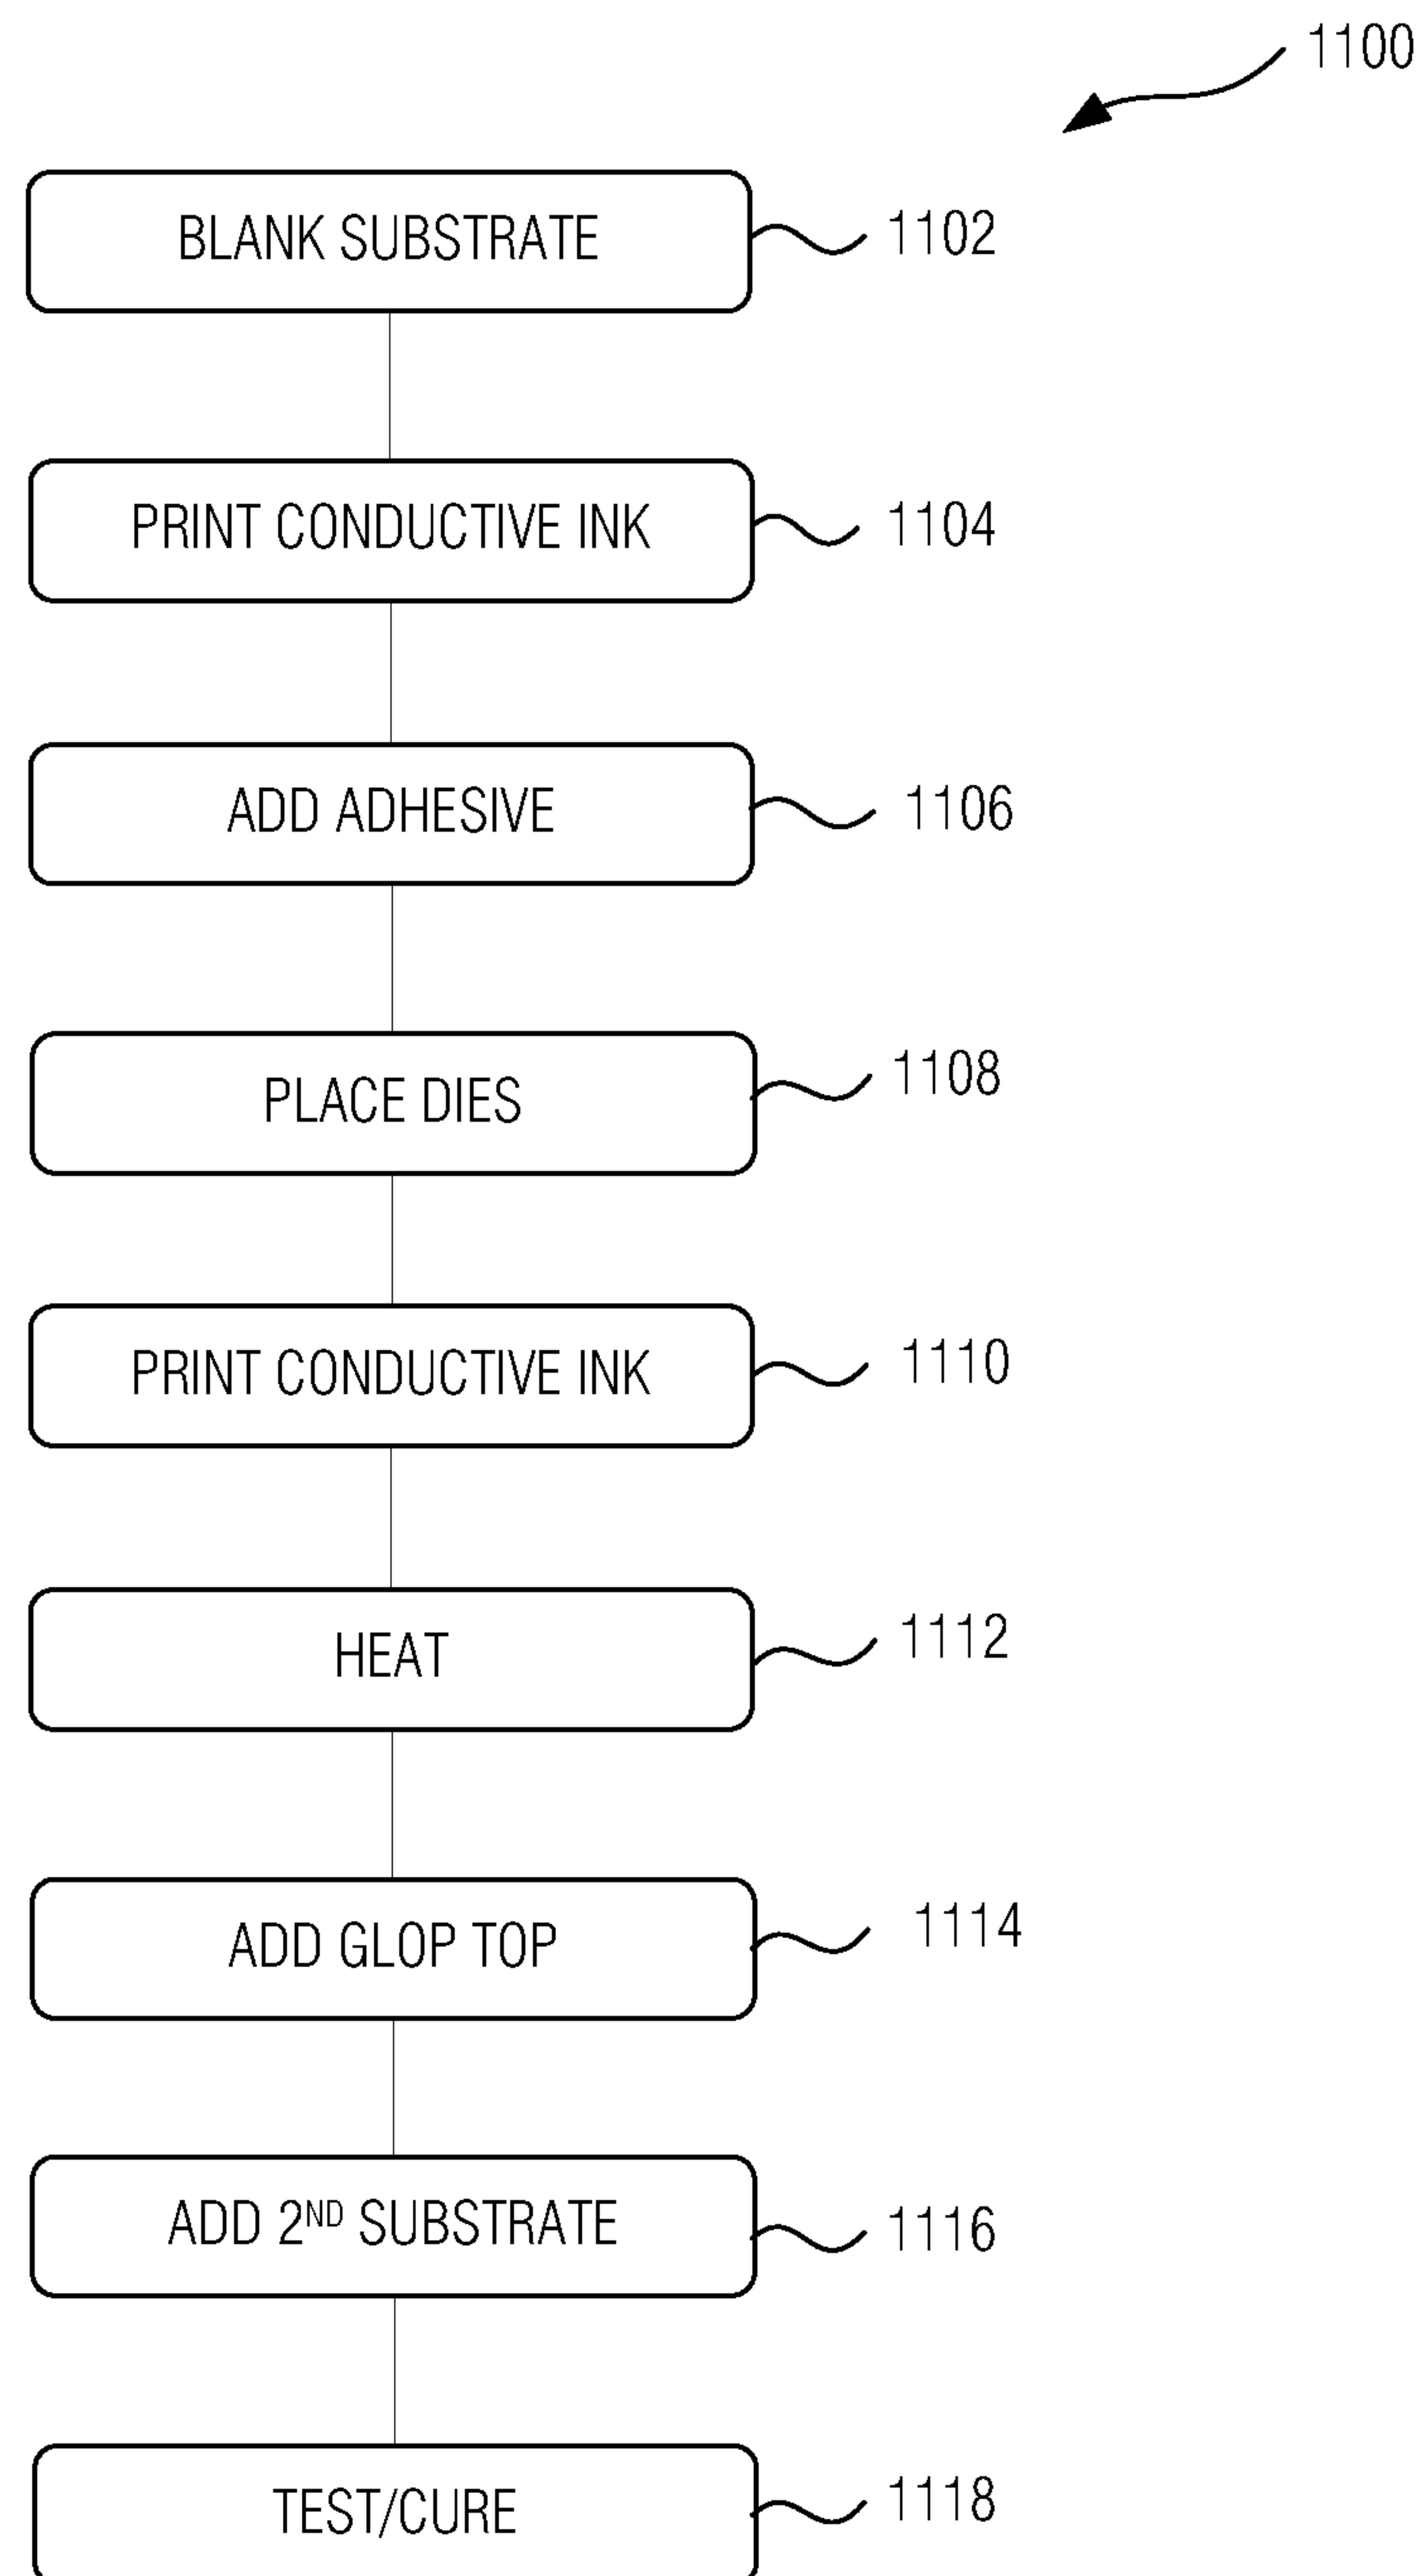 1100
BLANK SUBSTRATE 1102
PRINT CONDUCTIVE INK 1104
ADD ADHESIVE 1106
PLACE DIES 1108
PRINT CONDUCTIVE INK 1110
HEAT 1112
ADD GLOP TOP 1114
ADD 2ND SUBSTRATE 1116
TEST/CURE 1118